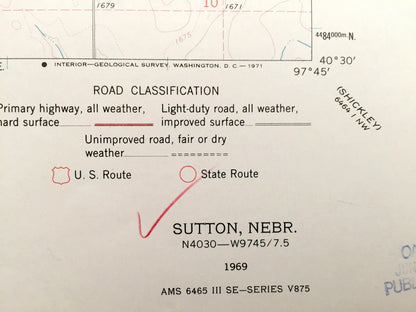 1679
10
1671
1675
4484000m.N.
40°30'
97°45'
E.
INTERIOR—GEOLOGICAL SURVEY, WASHINGTON, D. C.—1971
(SHICKLEY)
6464 I NW
ROAD CLASSIFICATION
Primary highway, all weather,
hard surface
Light-duty road, all weather,
improved surface
Unimproved road, fair or dry
weather
U. S. Route
State Route
SUTTON, NEBR.
N4030—W9745/7.5
1969
AMS 6465 III SE—SERIES V875
PUB